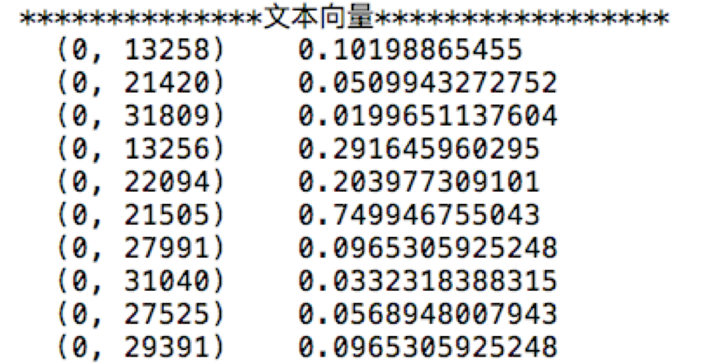 **************文本向量*****************
(0, 13258)    0.10198865455
(0, 21420)    0.0509943272752
(0, 31809)    0.0199651137604
(0, 13256)    0.291645960295
(0, 22094)    0.203977309101
(0, 21505)    0.749946755043
(0, 27991)    0.0965305925248
(0, 31040)    0.0332318388315
(0, 27525)    0.0568948007943
(0, 29391)    0.0965305925248